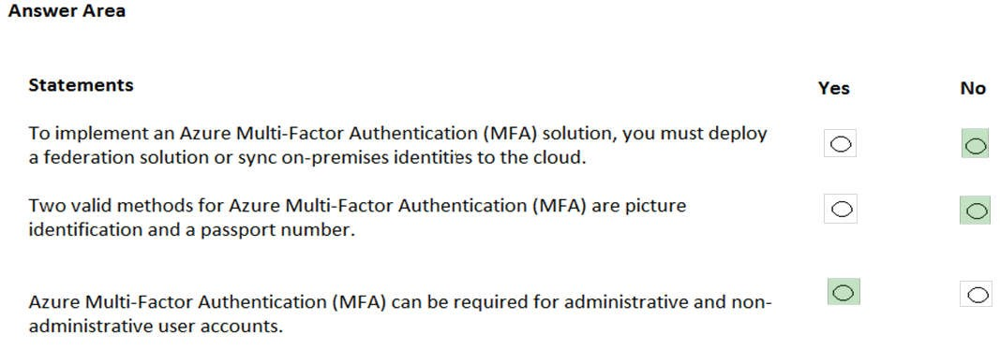 Answer Area
Statements Yes No
To implement an Azure Multi-Factor Authentication (MFA) solution, you must deploy
a federation solution or sync on-premises identities to the cloud.
Two valid methods for Azure Multi-Factor Authentication (MFA) are picture
identification and a passport number.
Azure Multi-Factor Authentication (MFA) can be required for administrative and non-
administrative user accounts.